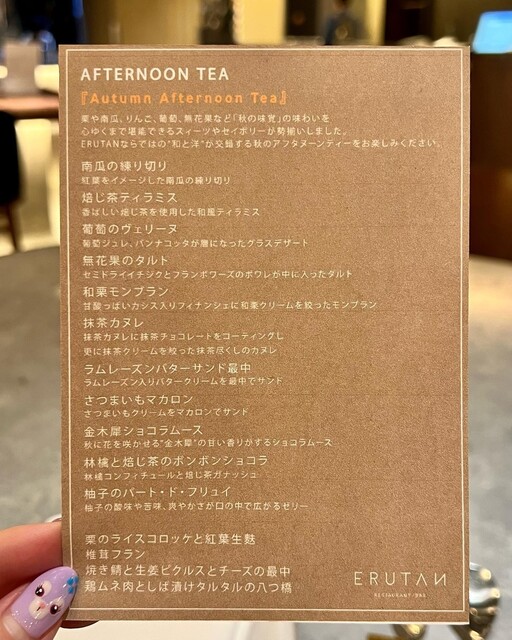 AFTERNOON TEA
『Autumn Afternoon Tea』
栗や南瓜、りんご、葡萄、無花果など「秋の味覚」の味わいを
心ゆくまで堪能できるスィーツやセイボリーが勢揃いしました。
ERUTANならではの"和と洋"が交錯する秋のアフタヌーンティーをお楽しみください。
南瓜の練り切り
紅葉をイメージした南瓜の練り切り
焙じ茶ティラミス
香ばしい焙じ茶を使用した和風ティラミス
葡萄のヴェリーヌ
葡萄ジュレ、パンナコッタが層になったグラスデザート
無花果のタルト
セミドライイチジクとフランボワーズのポワレが中に入ったタルト
和栗モンブラン
甘酸っぱいカシス入りフィナンシェに和栗クリームを絞ったモンブラン
抹茶カヌレ
抹茶カヌレに抹茶チョコレートをコーティングし
更に抹茶クリームを絞った抹茶尽くしのカヌレ
ラムレーズンバターサンド最中
ラムレーズン入りバタークリームを最中でサンド
さつまいもマカロン
さつまいもクリームをマカロンでサンド
金木犀ショコラムース
秋に花を咲かせる"金木犀"の甘い香りがするショコラムース
林檎と焙じ茶のボンボンショコラ
林檎コンフィチュールと焙じ茶ガナッシュ
柚子のパート・ド・フリュイ
柚子の酸味や苦味、爽やかさが口の中で広がるゼリー
栗のライスコロッケと紅葉生麩
椎茸フラン
焼き鯖と生姜ピクルスとチーズの最中
鶏ムネ肉としば漬けタルタルの八つ橋
ERUTAN
RESTAURANT/BAR